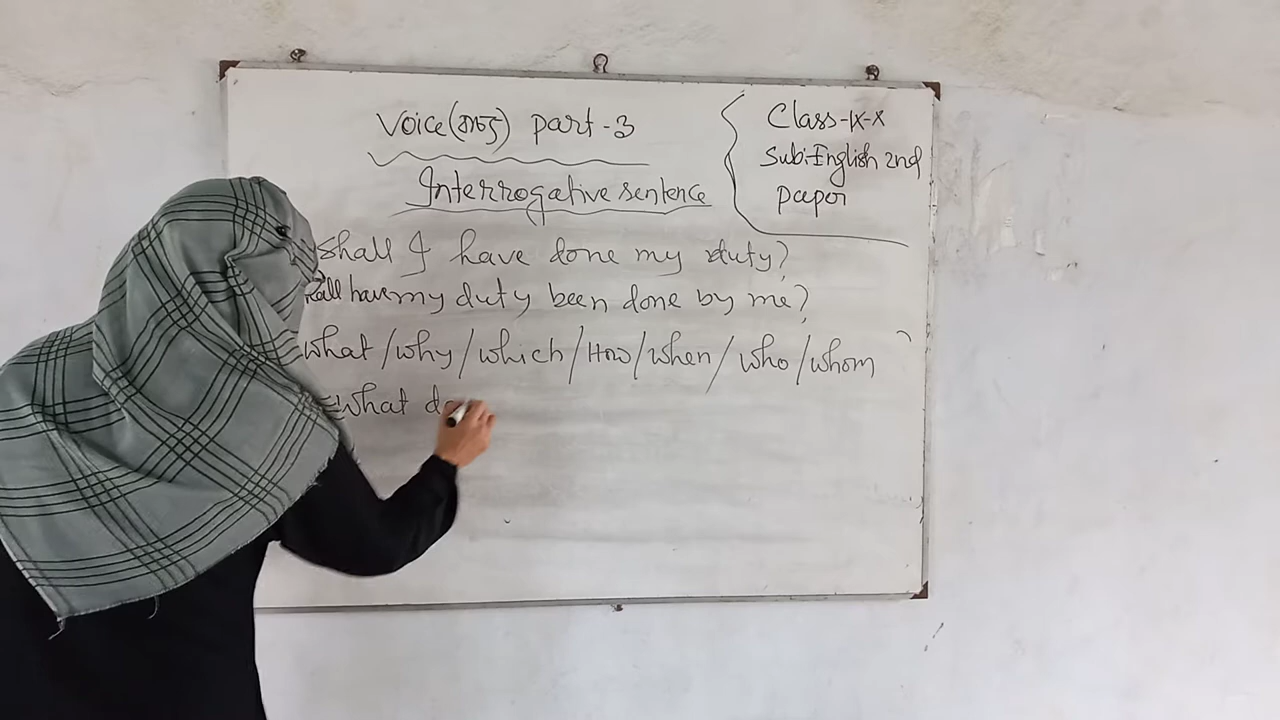 Voice(বাচ্য) part-3
Interrogative sentence
Class-IX-X
Sub:-English 2nd
paper
Shall I have done my duty?
have my duty been done by me?
What/why/which/How/when/who/whom
What do